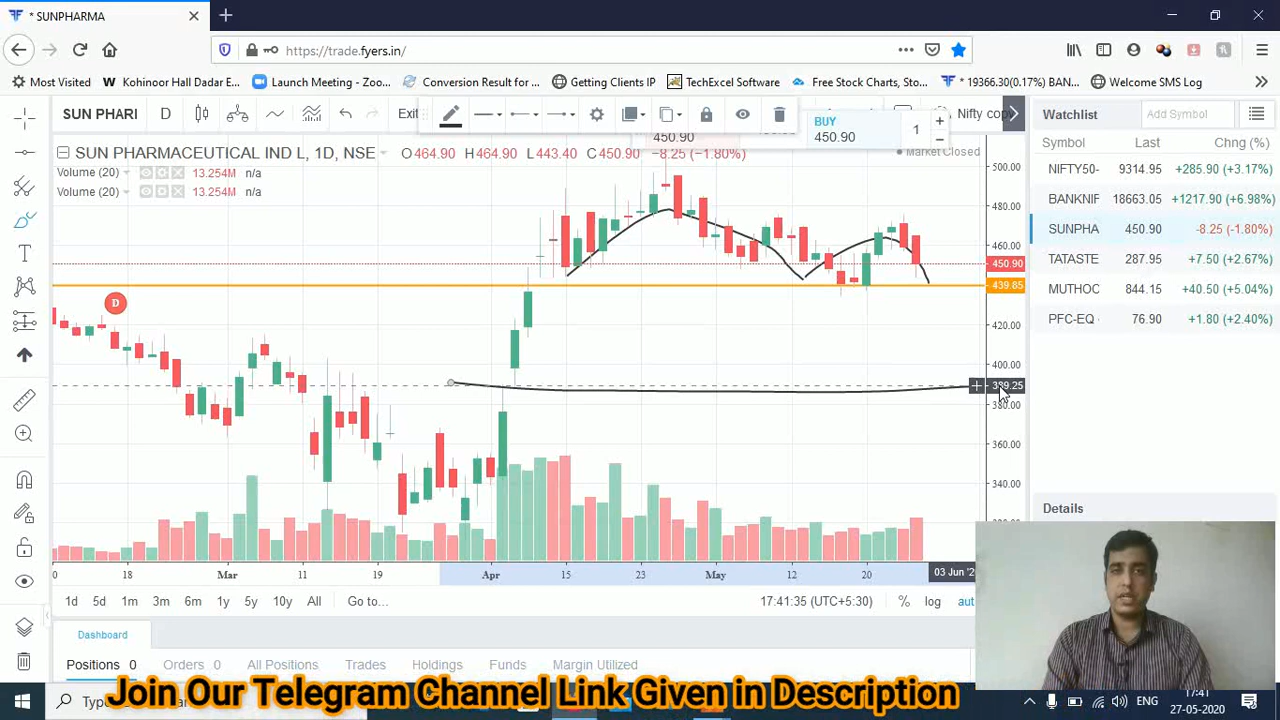 * SUNPHARMA
https://trade.fyers.in/
Most Visited
Kohinoor Hall Dadar E...
Launch Meeting - Zoo...
Conversion Result for ...
Getting Clients IP
TechExcel Software
Free Stock Charts, Sto...
* 19366.30(0.17%) BAN...
Welcome SMS Log
SUN PHARI
D
Exit
BUY
450.90
450.90
1
Nifty cop
Watchlist
Add Symbol
SUN PHARMACEUTICAL IND L, 1D, NSE
O464.90 H464.90 L443.40 C450.90 −8.25 (−1.80%)
Market Closed
Volume (20) 13.254M n/a
Volume (20) 13.254M n/a
Symbol Last Chng (%)
NIFTY50- 9314.95 +285.90 (+3.17%)
BANKNIF 18663.05 +1217.90 (+6.98%)
SUNPHA 450.90 -8.25 (-1.80%)
TATASTE 287.95 +7.50 (+2.67%)
MUTHOC 844.15 +40.50 (+5.04%)
PFC-EQ 76.90 +1.80 (+2.40%)
500.00
480.00
460.00
450.90
439.85
420.00
400.00
389.25
380.00
360.00
340.00
D
Details
0 18 Mar 11 19 Apr 15 23 May 12 20 03 Jun '2
1d 5d 1m 3m 6m 1y 5y 10y All Go to...
17:41:35 (UTC+5:30) % log aut
Dashboard
Positions 0 Orders 0 All Positions Trades Holdings Funds Margin Utilized
Join Our Telegram Channel Link Given in Description
ENG
17:41
27-05-2020